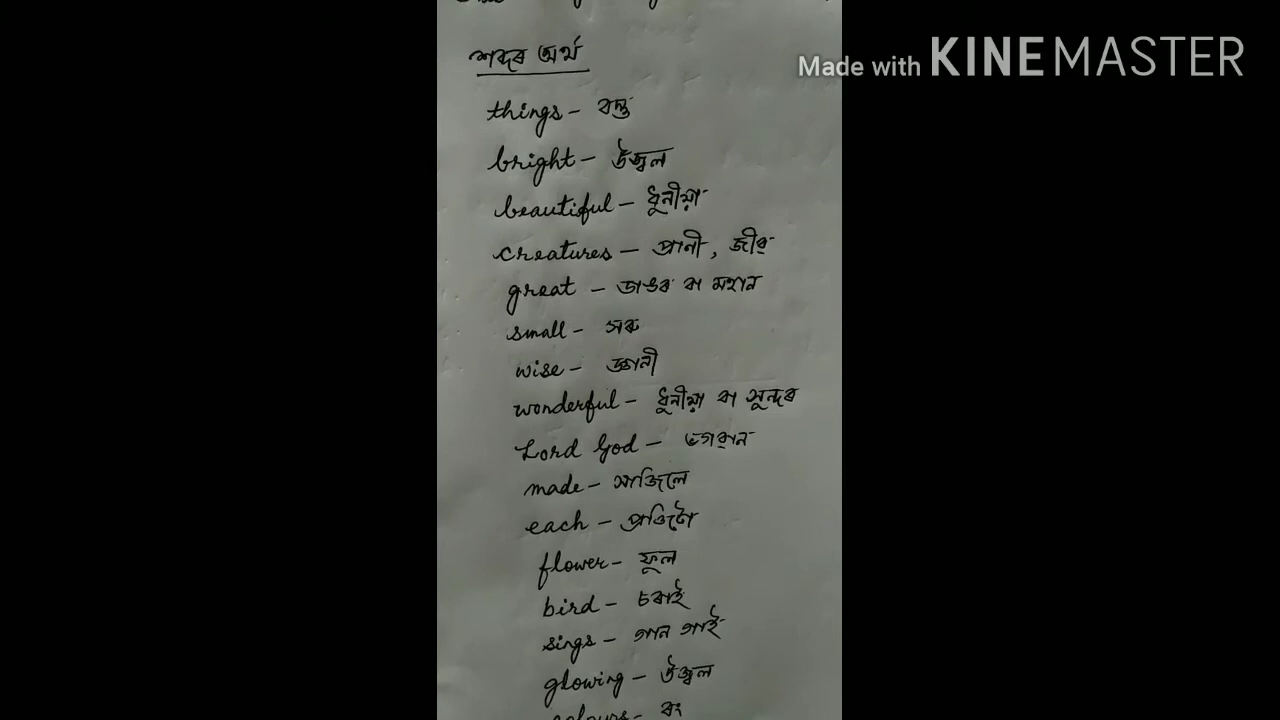 Made with KINEMASTER
শব্দৰ অৰ্থ
things - বস্তু
bright - উজ্বল
beautiful - ধুনীয়া
creatures - প্ৰানী, জীৱ
great - ডাঙৰ বা মহান
small - সৰু
wise - জ্ঞানী
wonderful - ধুনীয়া বা সুন্দৰ
Lord God - ভগৱান
made - সাজিলে
each - প্ৰতিটো
flower - ফুল
bird - চৰাই
sings - গান গাই
glowing - উজ্বল
colours - ৰং